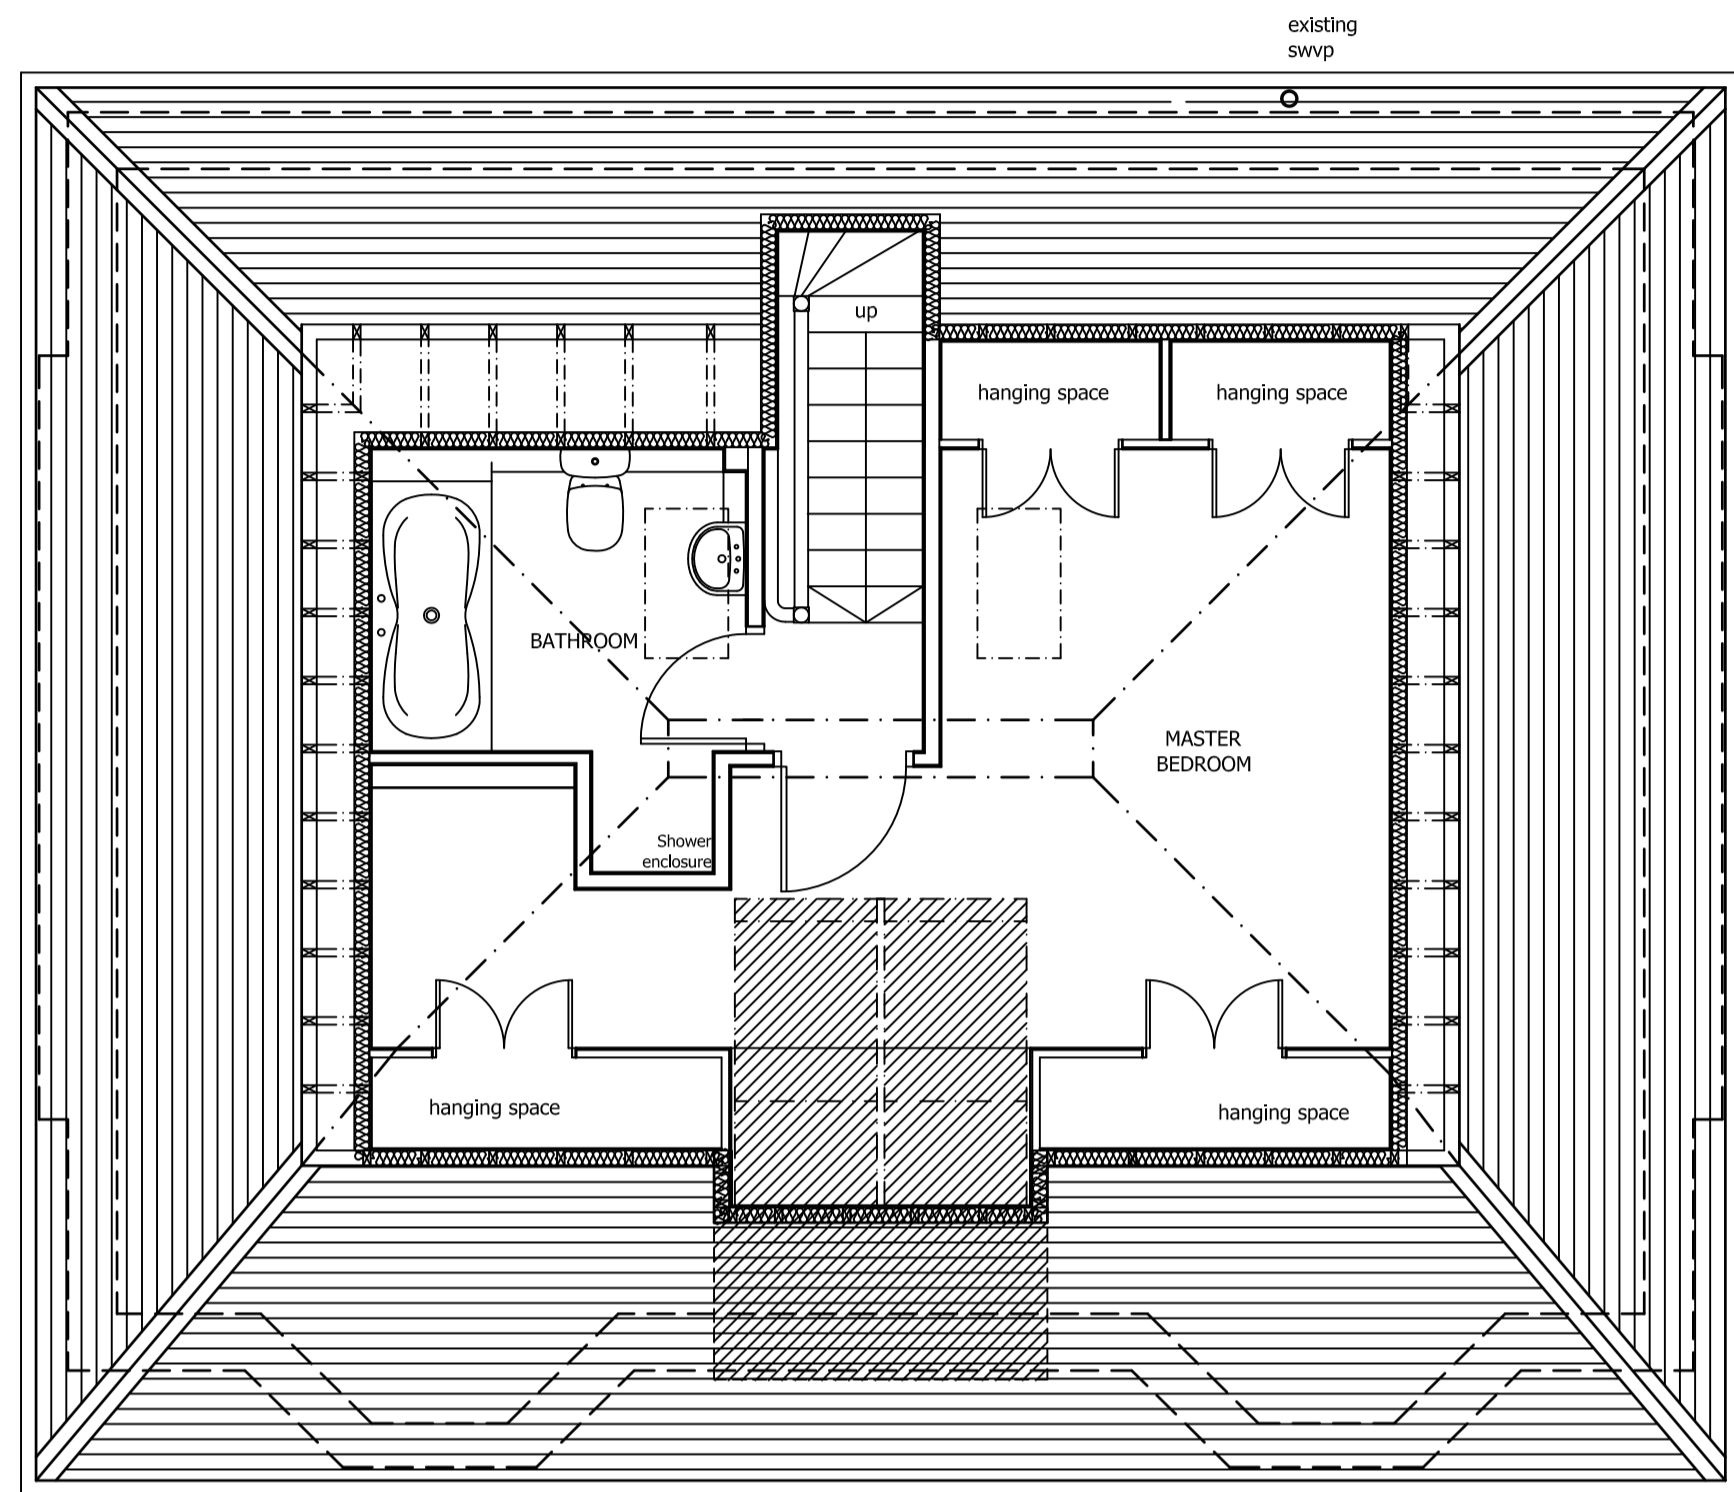 existing
swvp
up
hanging space
hanging space
BATHROOM
MASTER
BEDROOM
Shower
enclosure
hanging space
hanging space